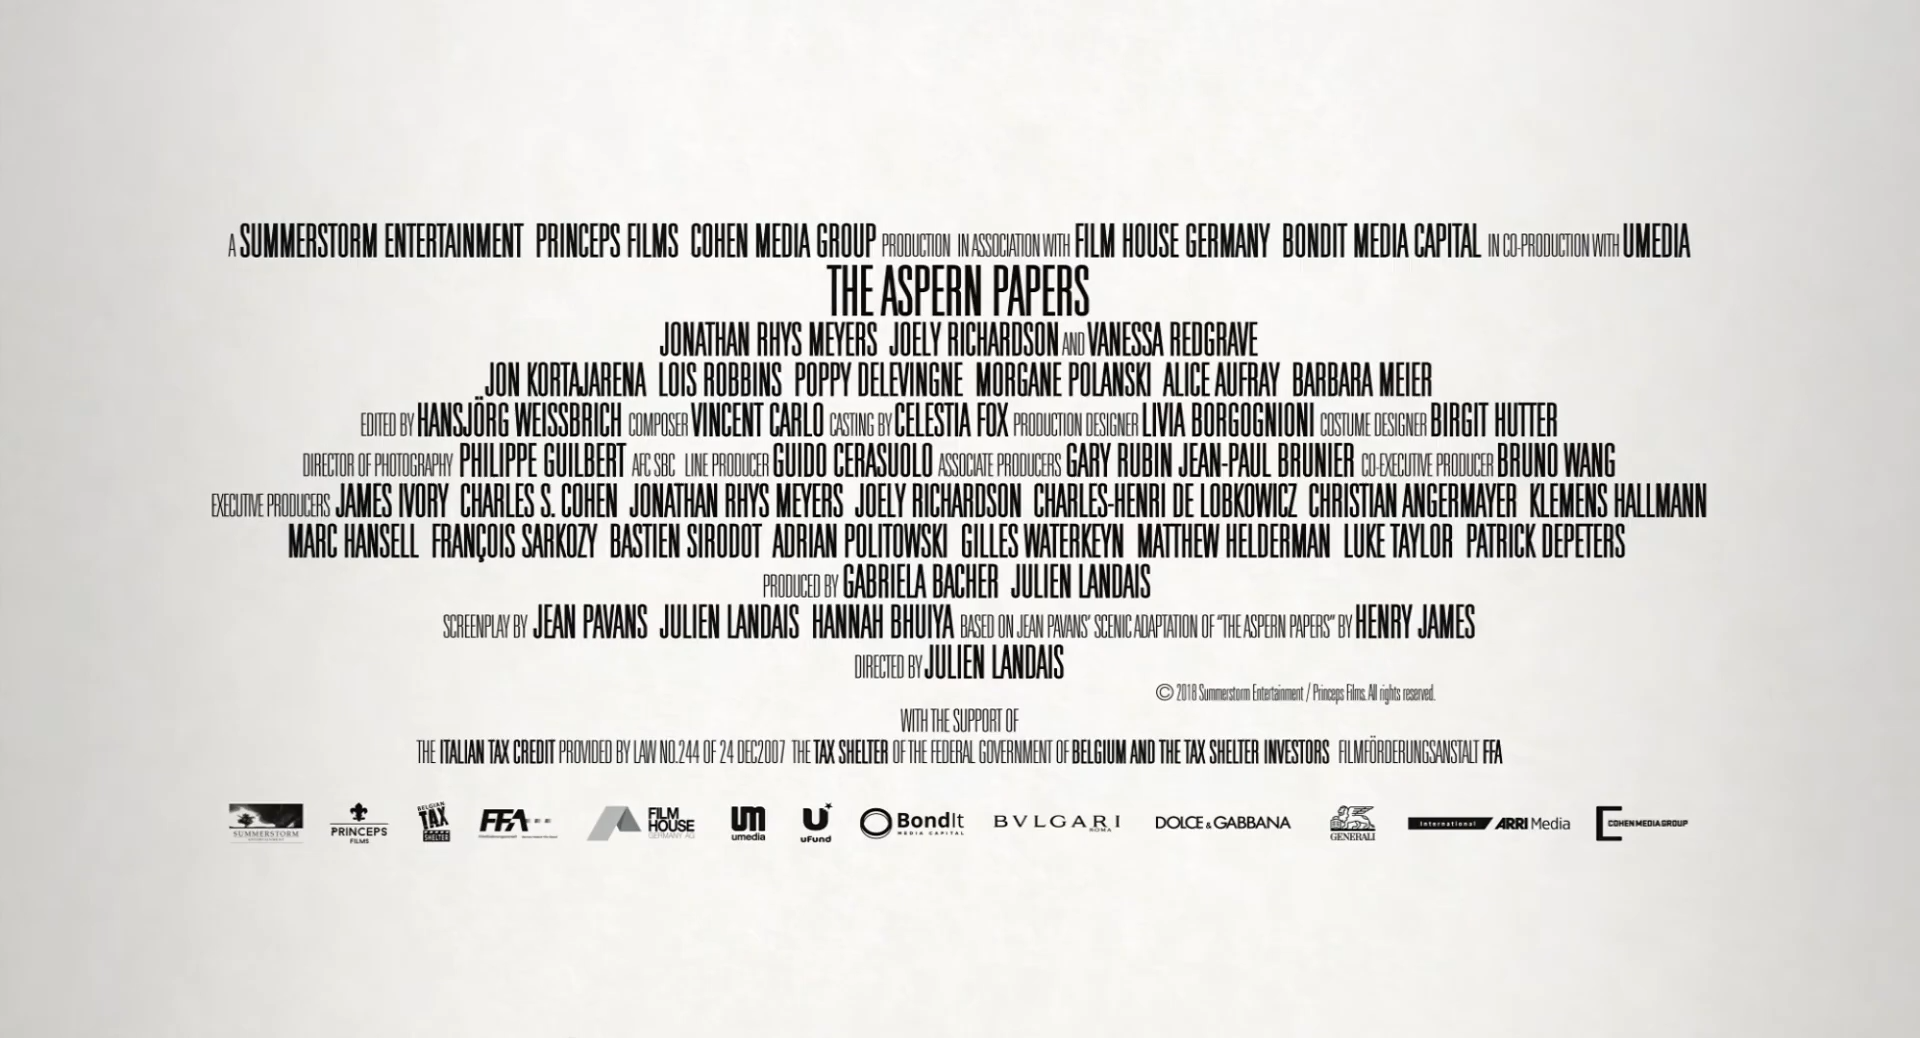 A SUMMERSTORM ENTERTAINMENT PRINCEPS FILMS COHEN MEDIA GROUP PRODUCTION IN ASSOCIATION WITH FILM HOUSE GERMANY BONDIT MEDIA CAPITAL IN CO-PRODUCTION WITH UMEDIA
THE ASPERN PAPERS
JONATHAN RHYS MEYERS JOELY RICHARDSON AND VANESSA REDGRAVE
JON KORTAJARENA LOIS ROBBINS POPPY DELEVINGNE MORGANE POLANSKI ALICE AUFRAY BARBARA MEIER
EDITED BY HANSJÖRG WEISSBRICH COMPOSER VINCENT CARLO CASTING BY CELESTIA FOX PRODUCTION DESIGNER LIVIA BORGOGNIONI COSTUME DESIGNER BIRGIT HUTTER
DIRECTOR OF PHOTOGRAPHY PHILIPPE GUILBERT AFC SBC LINE PRODUCER GUIDO CERASUOLO ASSOCIATE PRODUCERS GARY RUBIN JEAN-PAUL BRUNIER CO-EXECUTIVE PRODUCER BRUNO WANG
EXECUTIVE PRODUCERS JAMES IVORY CHARLES S. COHEN JONATHAN RHYS MEYERS JOELY RICHARDSON CHARLES-HENRI DE LOBKOWICZ CHRISTIAN ANGERMAYER KLEMENS HALLMANN
MARC HANSELL FRANÇOIS SARKOZY BASTIEN SIRODOT ADRIAN POLITOWSKI GILLES WATERKEYN MATTHEW HELDERMAN LUKE TAYLOR PATRICK DEPETERS
PRODUCED BY GABRIELA BACHER JULIEN LANDAIS
SCREENPLAY BY JEAN PAVANS JULIEN LANDAIS HANNAH BHUIYA BASED ON JEAN PAVANS' SCENIC ADAPTATION OF "THE ASPERN PAPERS" BY HENRY JAMES
DIRECTED BY JULIEN LANDAIS
© 2018 Summerstorm Entertainment / Princeps Films. All rights reserved.
WITH THE SUPPORT OF
THE ITALIAN TAX CREDIT PROVIDED BY LAW NO.244 OF 24 DEC2007 THE TAX SHELTER OF THE FEDERAL GOVERNMENT OF BELGIUM AND THE TAX SHELTER INVESTORS FILMFÖRDERUNGSANSTALT FFA
SUMMERSTORM
PRINCEPS
FILMS
BELGIAN
TAX
SHELTER
FFA
FILM
HOUSE
GERMANY AG
um
umedia
U
uFund
BondIt
MEDIA CAPITAL
BVLGARI
ROMA
DOLCE & GABBANA
GENERALI
International ARRI Media
COHEN MEDIA GROUP